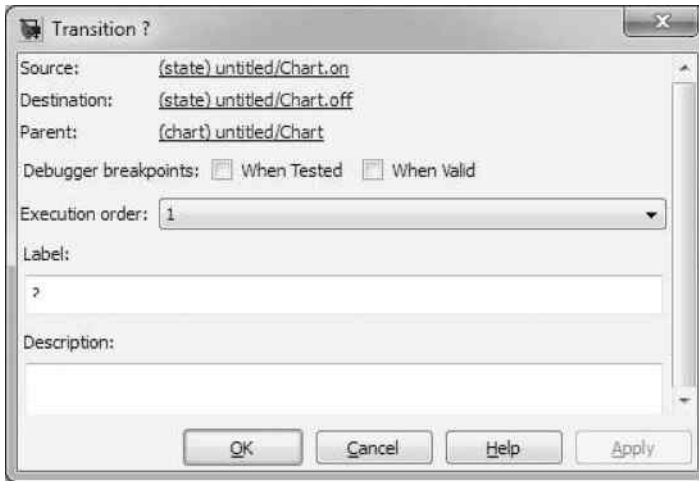 Transition ?
Source: (state) untitled/Chart.on
Destination: (state) untitled/Chart.off
Parent: (chart) untitled/Chart
Debugger breakpoints: When Tested When Valid
Execution order: 1
Label:
?
Description:
OK Cancel Help Apply